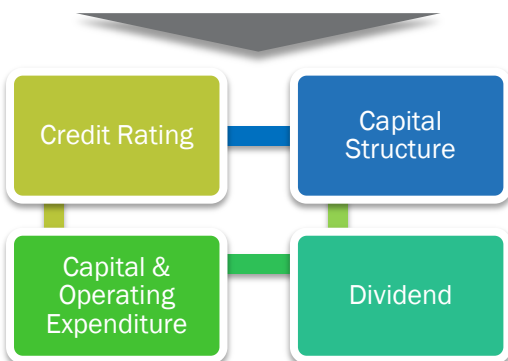 Credit Rating
Capital
Structure
Capital &
Operating
Expenditure
Dividend